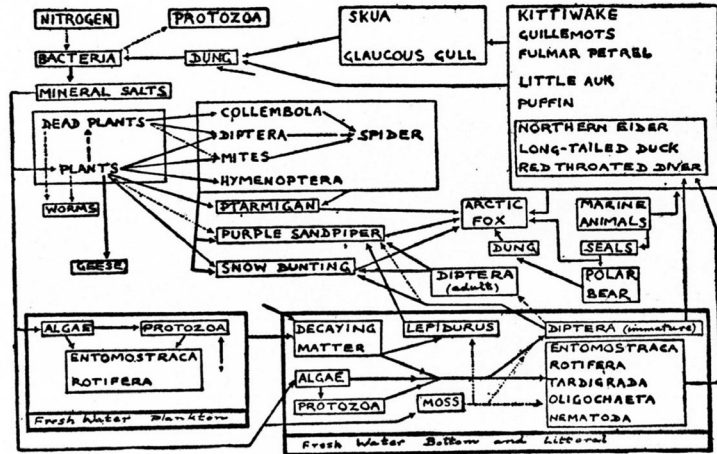 NITROGEN
PROTOZOA
BACTERIA
DUNG
MINERAL SALTS
SKUA
GLAUCOUS GULL
KITTIWAKE
GUILLEMOTS
FULMAR PETREL
LITTLE AUK
PUFFIN
NORTHERN EIDER
LONG-TAILED DUCK
RED THROATED DIVER
DEAD PLANTS
PLANTS
WORMS
GEESE
COLLEMBOLA
DIPTERA
MITES
HYMENOPTERA
SPIDER
PTARMIGAN
PURPLE SANDPIPER
SNOW BUNTING
ARCTIC
FOX
MARINE
ANIMALS
DUNG
SEALS
POLAR
BEAR
DIPTERA
(adult)
ALGAE
PROTOZOA
ENTOMOSTRACA
ROTIFERA
Fresh Water Plankton
DECAYING
MATTER
LEPIDURUS
DIPTERA (immature)
ALGAE
PROTOZOA
MOSS
ENTOMOSTRACA
ROTIFERA
TARDIGRADA
OLIGOCHAETA
NEMATODA
Fresh Water Bottom and Littoral